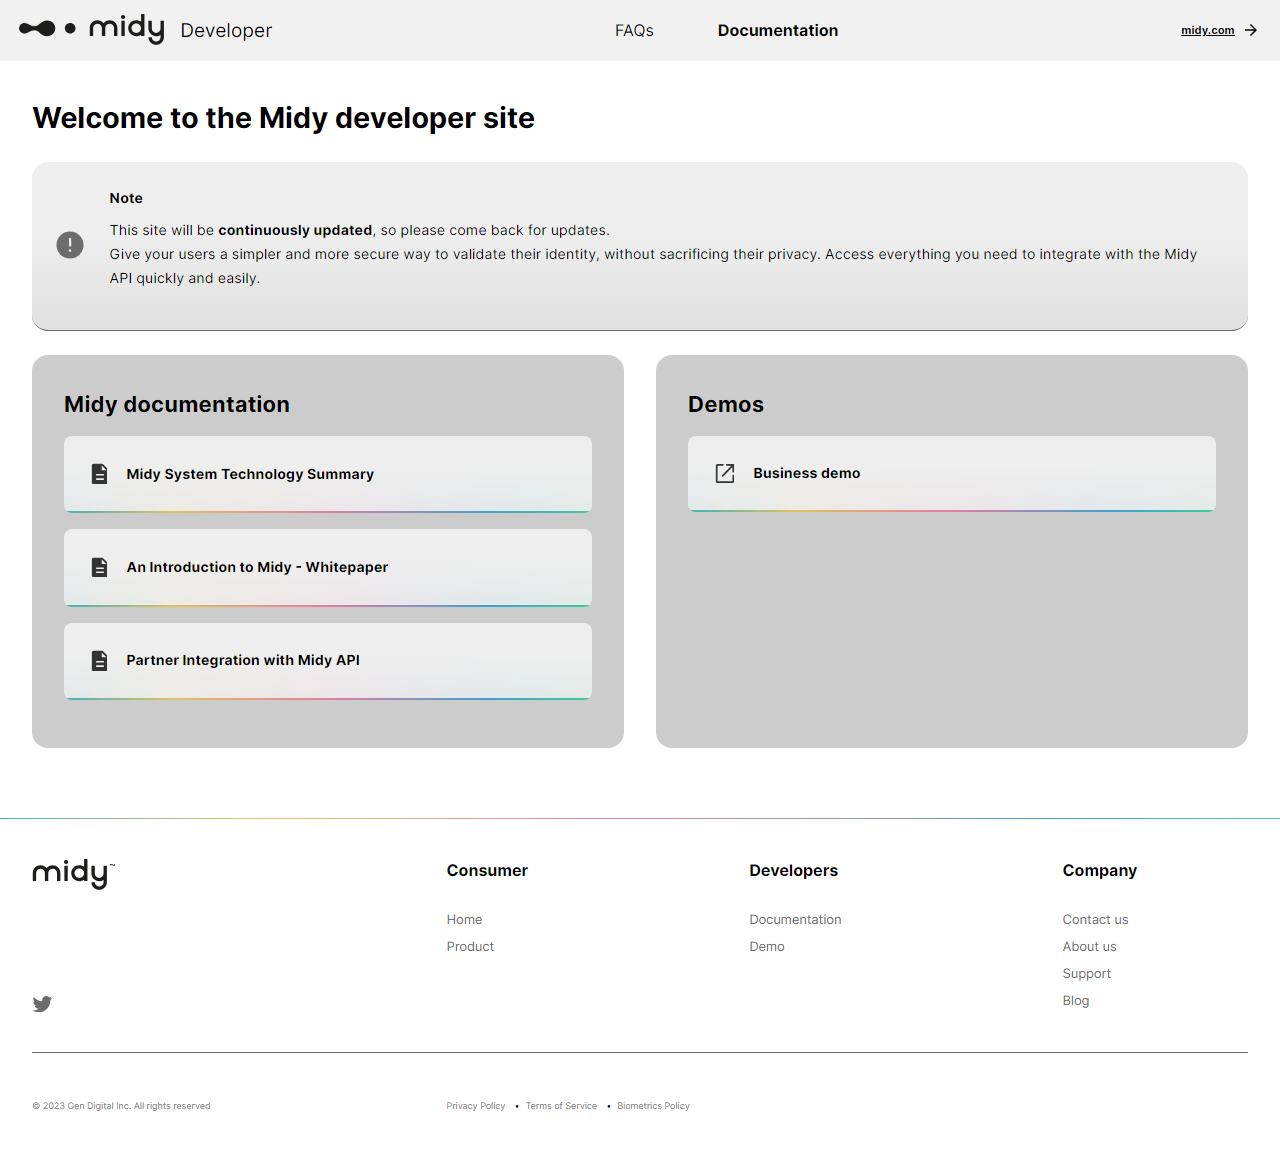 midy Developer
FAQs
Documentation
midy.com
Welcome to the Midy developer site
Note
This site will be continuously updated, so please come back for updates.
Give your users a simpler and more secure way to validate their identity, without sacrificing their privacy. Access everything you need to integrate with the Midy
API quickly and easily.
Midy documentation
Midy System Technology Summary
An Introduction to Midy - Whitepaper
Partner Integration with Midy API
Demos
Business demo
midy™
Consumer
Home
Product
Developers
Documentation
Demo
Company
Contact us
About us
Support
Blog
© 2023 Gen Digital Inc. All rights reserved
Privacy Policy • Terms of Service • Biometrics Policy